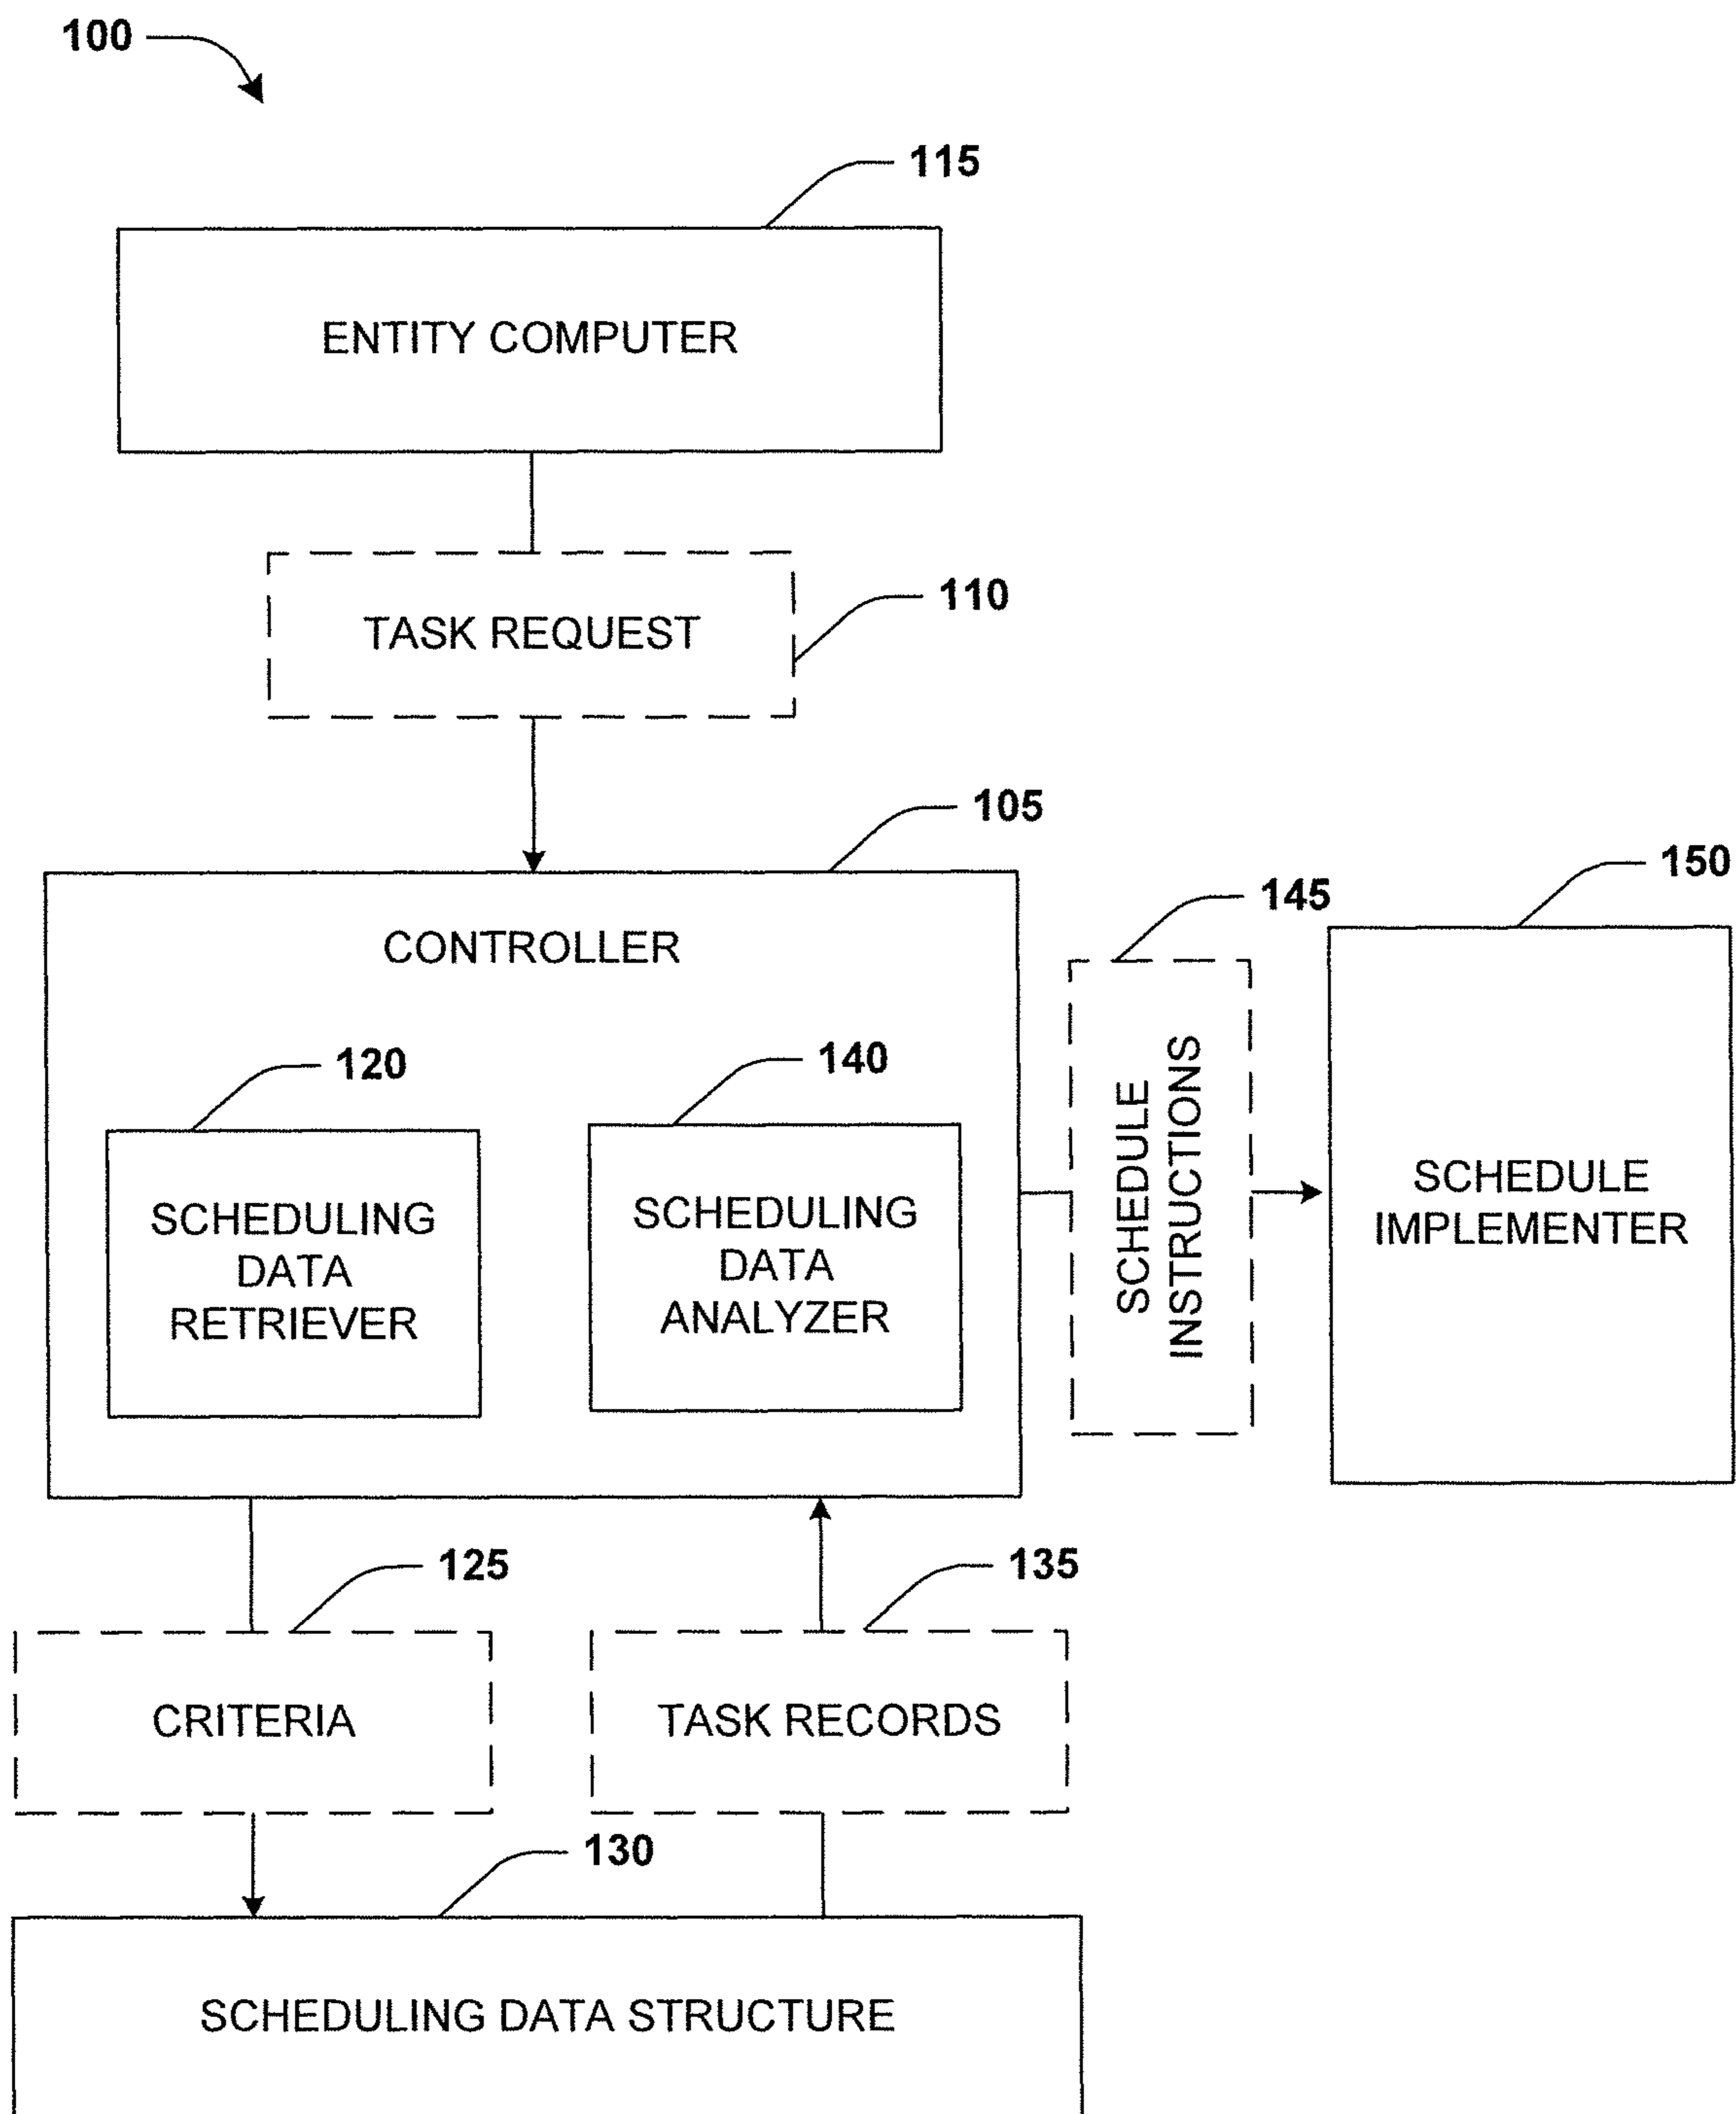 100
115
ENTITY COMPUTER
110
TASK REQUEST
105
CONTROLLER
150
145
120
140
SCHEDULING
DATA
RETRIEVER
SCHEDULING
DATA
ANALYZER
SCHEDULE
INSTRUCTIONS
SCHEDULE
IMPLEMENTER
125
135
CRITERIA
TASK RECORDS
130
SCHEDULING DATA STRUCTURE